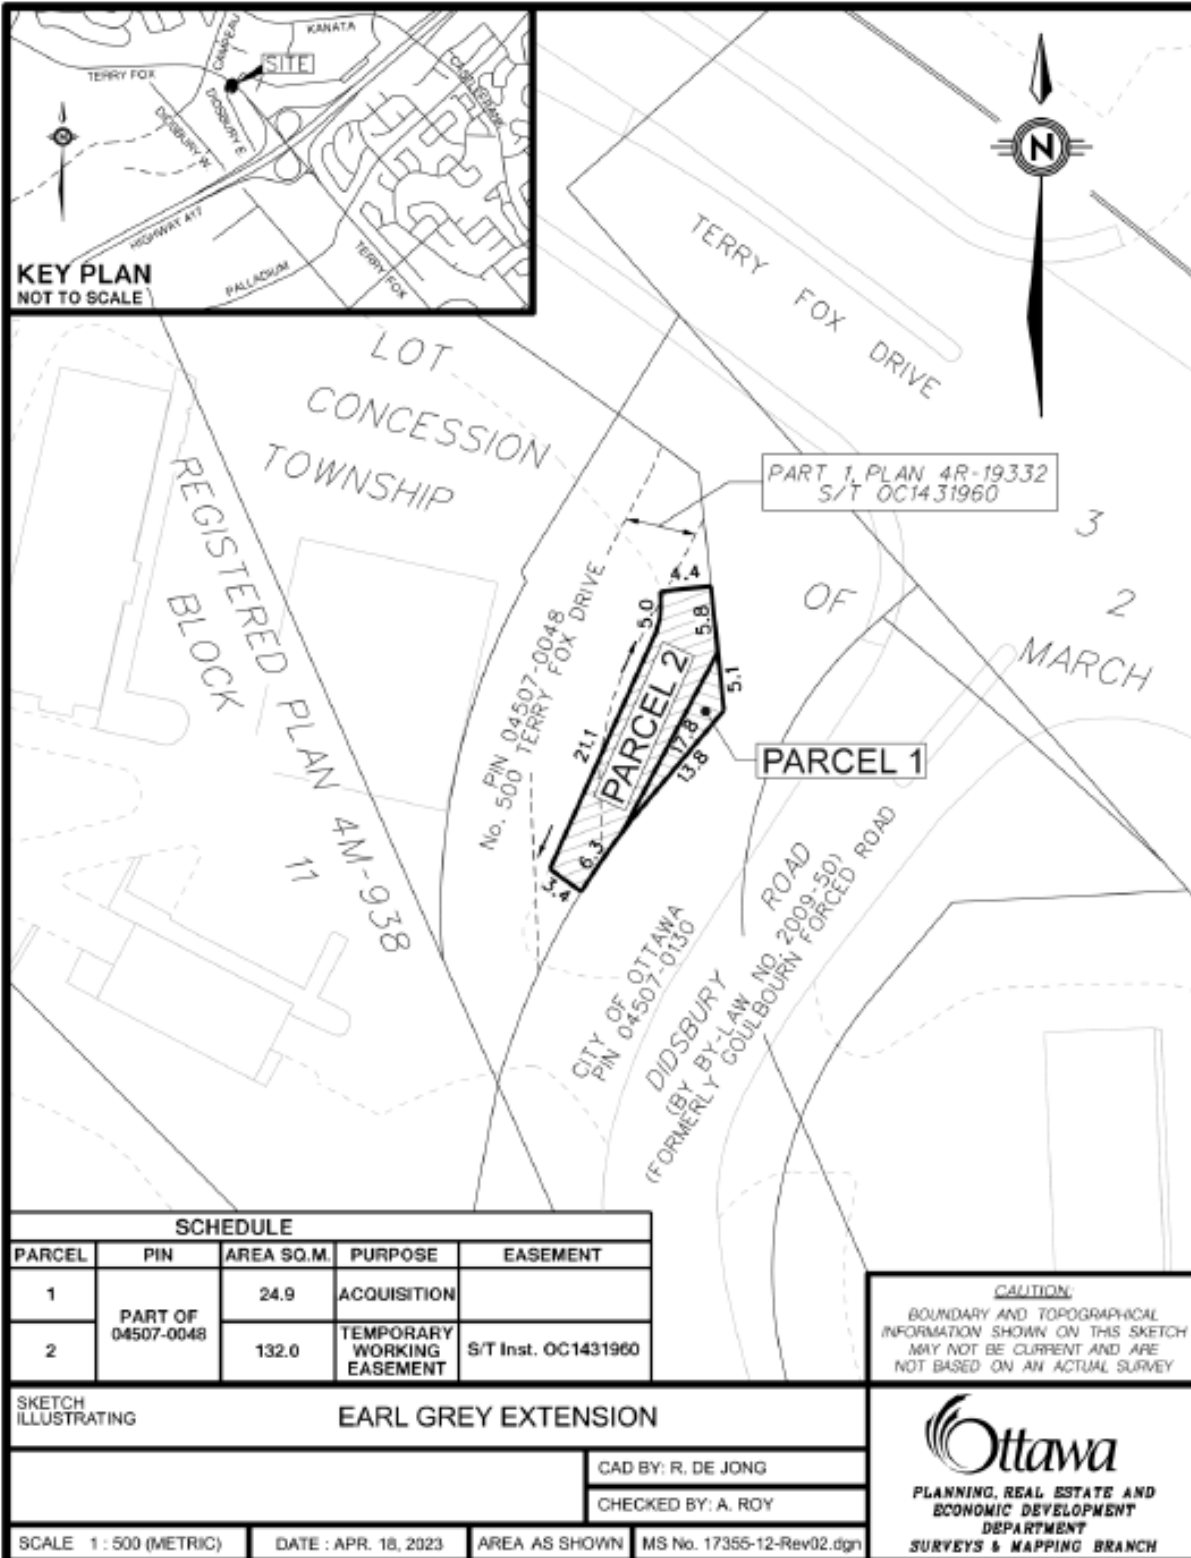 KANATA
CAMPEAU
SITE
TERRY FOX
CASTLEFRANK
DIDSBURY W.
DIDSBURY E.
HIGHWAY 417
TERRY FOX
PALLADIUM
KEY PLAN
NOT TO SCALE
N
TERRY
FOX DRIVE
LOT
CONCESSION
TOWNSHIP
PART 1, PLAN 4R-19332
S/T OC1431960
3
2
OF
MARCH
REGISTERED PLAN 4M-938
BLOCK
11
PIN 04507-0048
No. 500 TERRY FOX DRIVE
4.4
5.0
5.8
5.1
PARCEL 2
21.1
17.8
13.8
PARCEL 1
6.3
3.4
CITY OF OTTAWA
PIN 04507-0130
DIDSBURY ROAD
(BY BY-LAW NO. 2009-50)
(FORMERLY GOULBOURN FORCED ROAD
SCHEDULE
PARCEL PIN AREA SQ.M. PURPOSE EASEMENT
1 PART OF 04507-0048 24.9 ACQUISITION
2 132.0 TEMPORARY WORKING EASEMENT S/T Inst. OC1431960
CAUTION:
BOUNDARY AND TOPOGRAPHICAL
INFORMATION SHOWN ON THIS SKETCH
MAY NOT BE CURRENT AND ARE
NOT BASED ON AN ACTUAL SURVEY
SKETCH
ILLUSTRATING
EARL GREY EXTENSION
CAD BY: R. DE JONG
CHECKED BY: A. ROY
SCALE 1 : 500 (METRIC)
DATE : APR. 18, 2023
AREA AS SHOWN
MS No. 17355-12-Rev02.dgn
Ottawa
PLANNING, REAL ESTATE AND
ECONOMIC DEVELOPMENT
DEPARTMENT
SURVEYS & MAPPING BRANCH